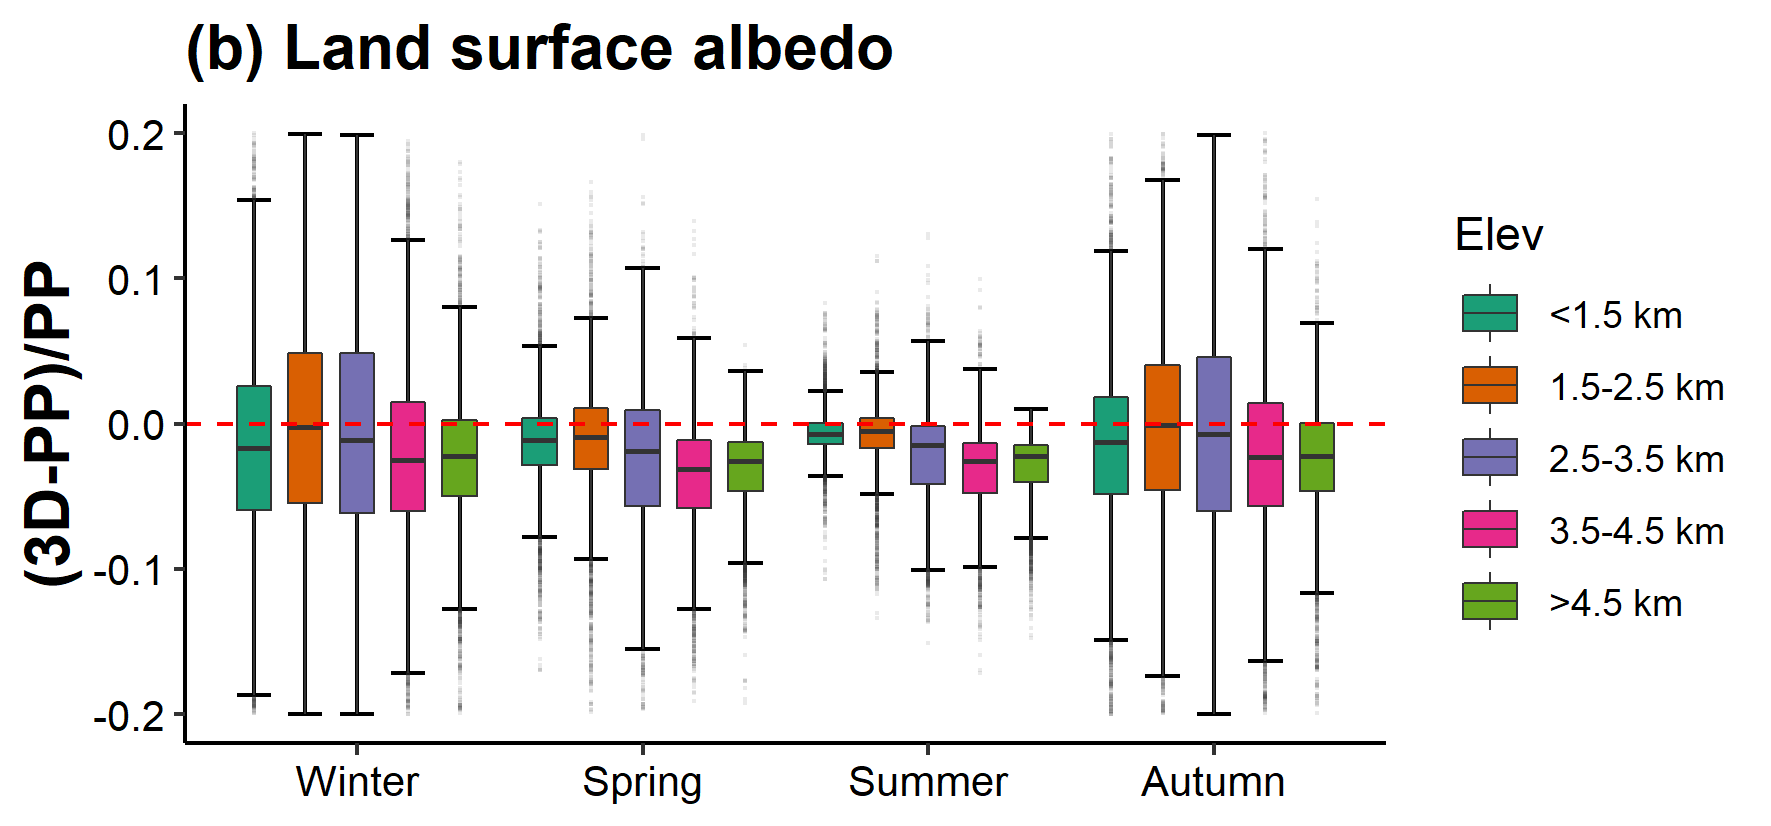 (b) Land surface albedo
(3D-PP)/PP
0.2
0.1
0.0
-0.1
-0.2
Winter
Spring
Summer
Autumn
Elev
<1.5 km
1.5-2.5 km
2.5-3.5 km
3.5-4.5 km
>4.5 km